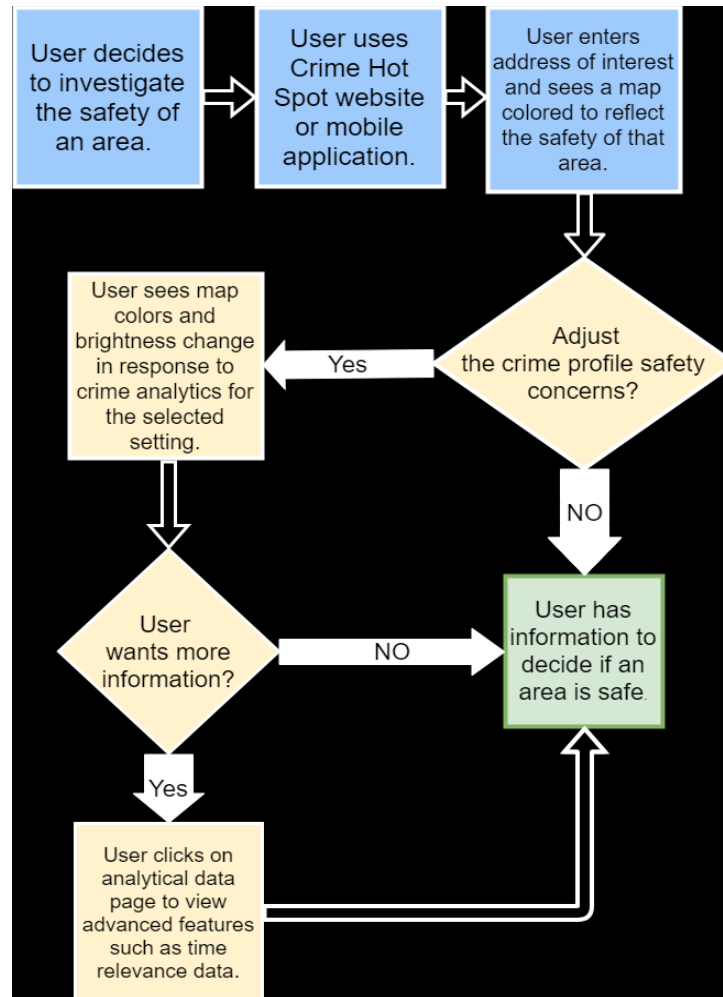 User decides
to investigate
the safety of
an area.
User uses
Crime Hot
Spot website
or mobile
application.
User enters
address of interest
and sees a map
colored to reflect
the safety of that
area.
Adjust
the crime profile safety
concerns?
Yes
User sees map
colors and
brightness change
in response to
crime analytics for
the selected
setting.
NO
User
wants more
information?
NO
User has
information to
decide if an
area is safe.
Yes
User clicks on
analytical data
page to view
advanced features
such as time
relevance data.